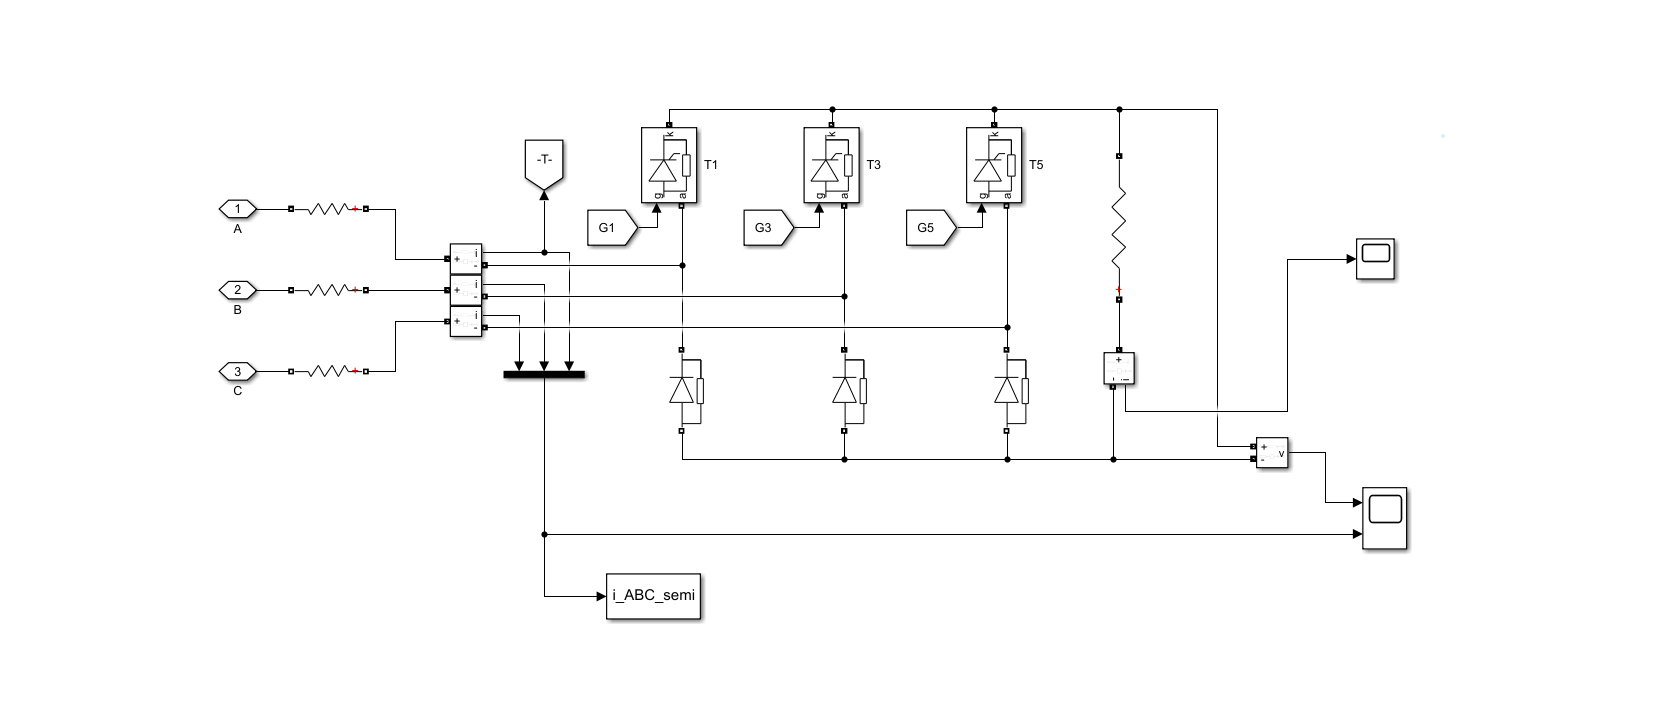 k
k
k
-T-
T1
T3
T5
g
a
g
a
g
a
1
A
G1
G3
G5
i
+
-
2
B
i
+
-
i
+
-
3
C
+
-
i
+
-
v
i_ABC_semi